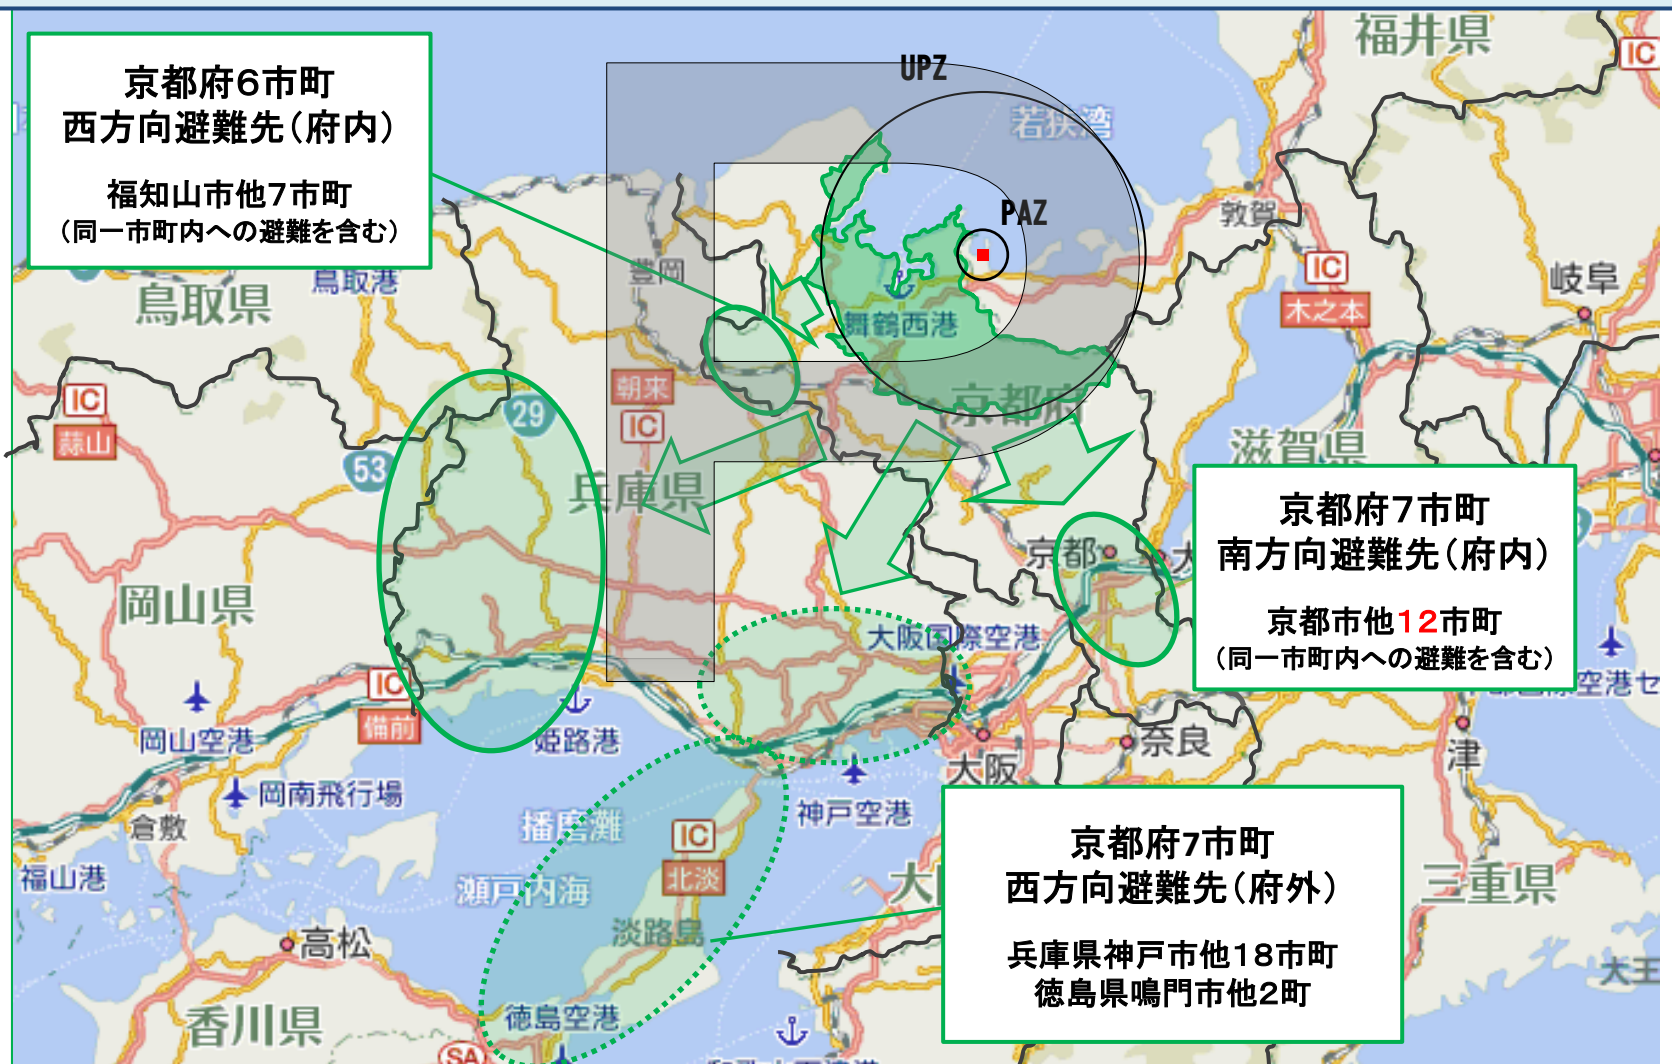 福井県
IC
京都府6市町
西方向避難先(府内)
福知山市他7市町
(同一市町内への避難を含む)
UPZ
若狭湾
PAZ
敦賀
IC
木之本
岐阜
豊岡
鳥取港
鳥取県
舞鶴西港
朝来
IC
京都府
29
IC
蒜山
53
兵庫県
滋賀県
京都府7市町
南方向避難先(府内)
京都市他12市町
(同一市町内への避難を含む)
京都
大
岡山県
大阪国際空港
空港セ
IC
備前
岡山空港
姫路港
奈良
津
大阪
岡南飛行場
神戸空港
倉敷
播磨灘
IC
北淡
福山港
瀬戸内海
京都府7市町
西方向避難先(府外)
兵庫県神戸市他18市町
徳島県鳴門市他2町
大
三重県
淡路島
高松
大王
香川県
徳島空港
SA